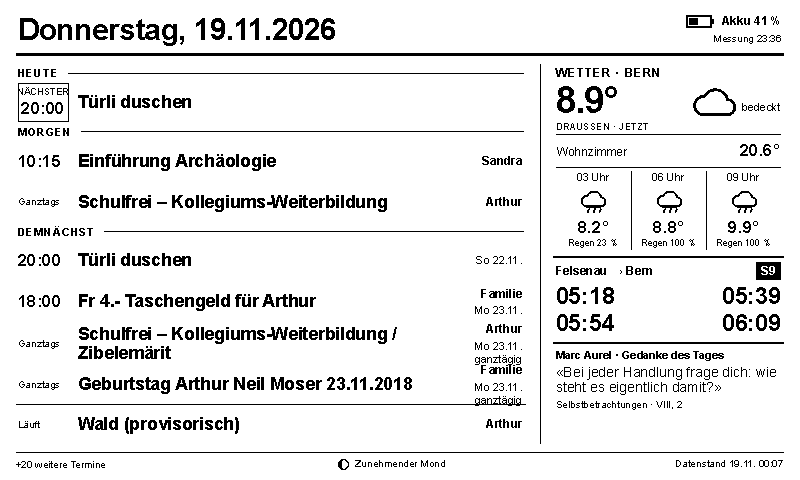 Donnerstag, 19.11.2026
Akku 41 %
Messung 23:36
HEUTE
NÄCHSTER
20:00 Türli duschen
MORGEN
10:15 Einführung Archäologie Sandra
Ganztags Schulfrei – Kollegiums-Weiterbildung Arthur
DEMNÄCHST
20:00 Türli duschen So 22.11.
18:00 Fr 4.- Taschengeld für Arthur Familie
Mo 23.11.
Ganztags Schulfrei – Kollegiums-Weiterbildung / Zibelemärit Arthur
Mo 23.11.
ganztägig
Ganztags Geburtstag Arthur Neil Moser 23.11.2018 Familie
Mo 23.11.
ganztägig
Läuft Wald (provisorisch) Arthur
WETTER · BERN
8.9°
bedeckt
DRAUSSEN · JETZT
Wohnzimmer 20.6°
03 Uhr 06 Uhr 09 Uhr
8.2° 8.8° 9.9°
Regen 23 % Regen 100 % Regen 100 %
Felsenau › Bern S9
05:18 05:39
05:54 06:09
Marc Aurel · Gedanke des Tages
«Bei jeder Handlung frage dich: wie
steht es eigentlich damit?»
Selbstbetrachtungen · VIII, 2
+20 weitere Termine
Zunehmender Mond
Datenstand 19.11. 00:07